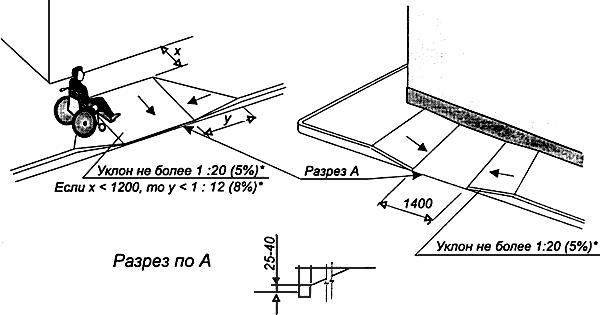 x
y
Уклон не более 1 :20 (5%)*
Если x < 1200, то y < 1 : 12 (8%)*
Разрез А
1400
Уклон не более 1:20 (5%)*
Разрез по А
25-40